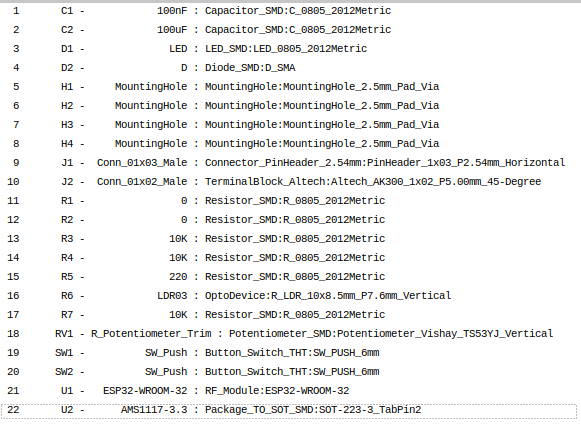 1 C1 - 100nF : Capacitor_SMD:C_0805_2012Metric
2 C2 - 100uF : Capacitor_SMD:C_0805_2012Metric
3 D1 - LED : LED_SMD:LED_0805_2012Metric
4 D2 - D : Diode_SMD:D_SMA
5 H1 - MountingHole : MountingHole:MountingHole_2.5mm_Pad_Via
6 H2 - MountingHole : MountingHole:MountingHole_2.5mm_Pad_Via
7 H3 - MountingHole : MountingHole:MountingHole_2.5mm_Pad_Via
8 H4 - MountingHole : MountingHole:MountingHole_2.5mm_Pad_Via
9 J1 - Conn_01x03_Male : Connector_PinHeader_2.54mm:PinHeader_1x03_P2.54mm_Horizontal
10 J2 - Conn_01x02_Male : TerminalBlock_Altech:Altech_AK300_1x02_P5.00mm_45-Degree
11 R1 - 0 : Resistor_SMD:R_0805_2012Metric
12 R2 - 0 : Resistor_SMD:R_0805_2012Metric
13 R3 - 10K : Resistor_SMD:R_0805_2012Metric
14 R4 - 10K : Resistor_SMD:R_0805_2012Metric
15 R5 - 220 : Resistor_SMD:R_0805_2012Metric
16 R6 - LDR03 : OptoDevice:R_LDR_10x8.5mm_P7.6mm_Vertical
17 R7 - 10K : Resistor_SMD:R_0805_2012Metric
18 RV1 - R_Potentiometer_Trim : Potentiometer_SMD:Potentiometer_Vishay_TS53YJ_Vertical
19 SW1 - SW_Push : Button_Switch_THT:SW_PUSH_6mm
20 SW2 - SW_Push : Button_Switch_THT:SW_PUSH_6mm
21 U1 - ESP32-WROOM-32 : RF_Module:ESP32-WROOM-32
22 U2 - AMS1117-3.3 : Package_TO_SOT_SMD:SOT-223-3_TabPin2